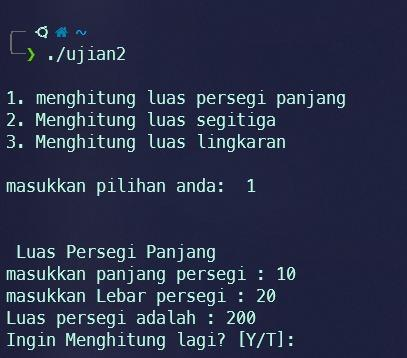 ~
❯ ./ujian2
1. menghitung luas persegi panjang
2. Menghitung luas segitiga
3. Menghitung luas lingkaran
masukkan pilihan anda:  1
Luas Persegi Panjang
masukkan panjang persegi : 10
masukkan Lebar persegi : 20
Luas persegi adalah : 200
Ingin Menghitung lagi? [Y/T]: